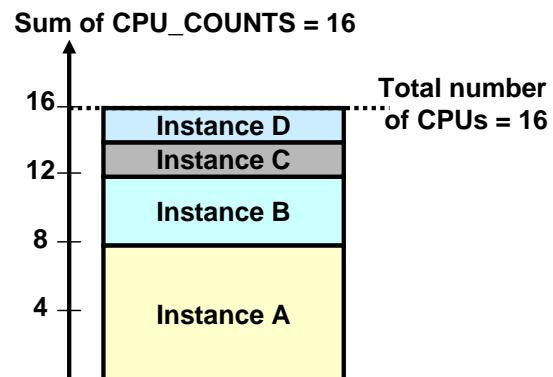 Sum of CPU_COUNTS = 16
Total number
of CPUs = 16
16
Instance D
Instance C
12
Instance B
8
Instance A
4